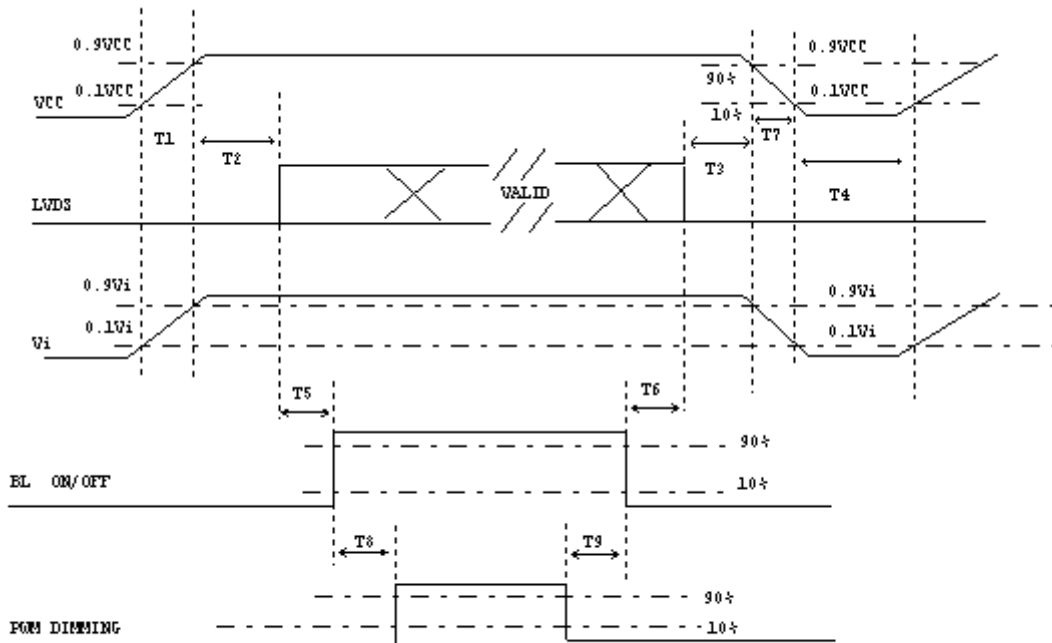 0.9VCC
0.9VCC
90%
0.1VCC
0.1VCC
VCC
10%
T1
T7
T2
T3
VALID
T4
LVDS
0.9Vi
0.9Vi
0.1Vi
0.1Vi
Vi
T5
T6
90%
BL ON/OFF
10%
T8
T9
90%
PWM DIMMING
10%